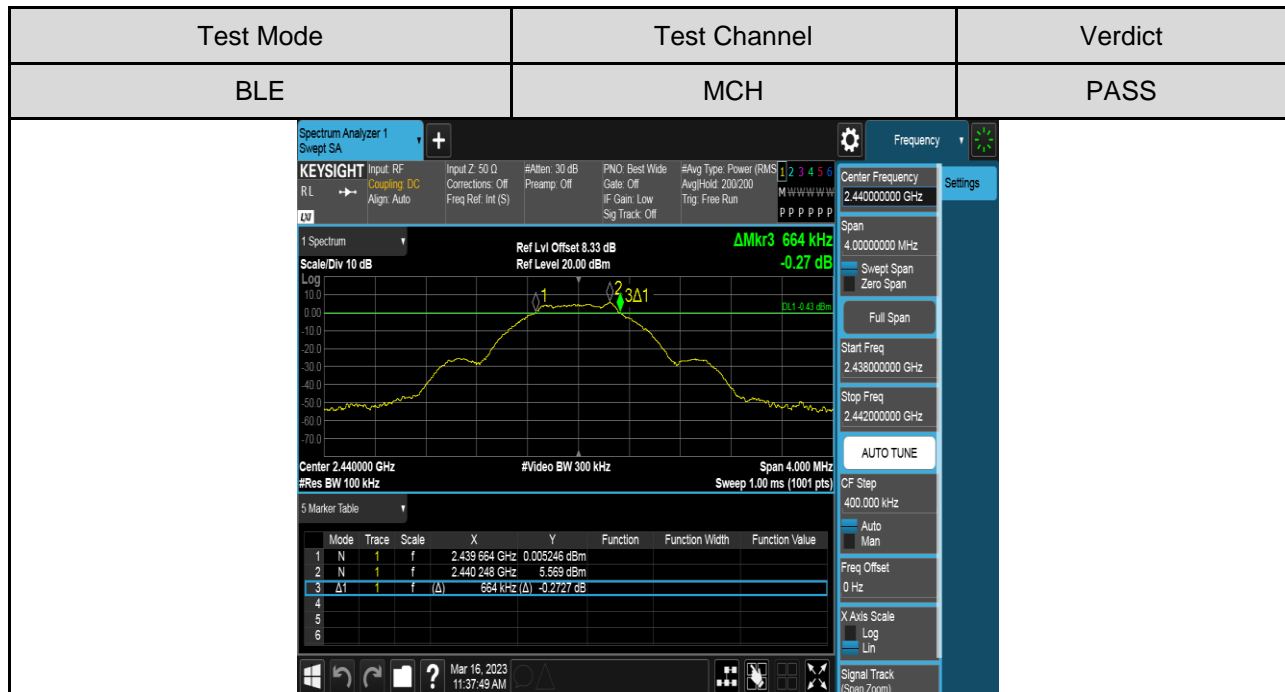 Test Mode Test Channel Verdict
BLE MCH PASS
Spectrum Analyzer 1
Swept SA
+
Frequency
KEYSIGHT Input: RF Input Z: 50 Ω #Atten: 30 dB PNO: Best Wide #Avg Type: Power (RMS 1 2 3 4 5 6
RL Coupling: DC Corrections: Off Preamp: Off Gate: Off Avg|Hold: 200/200 M W W W W W
Align: Auto Freq Ref: Int (S) IF Gain: Low Trig: Free Run
LXI Sig Track: Off P P P P P P
Center Frequency
2.440000000 GHz
Settings
1 Spectrum
Ref Lvl Offset 8.33 dB ΔMkr3 664 kHz
Scale/Div 10 dB Ref Level 20.00 dBm -0.27 dB
Log
10.0
0.00
-10.0
-20.0
-30.0
-40.0
-50.0
-60.0
-70.0
1
2
3Δ1
DL1 -0.43 dBm
Center 2.440000 GHz #Video BW 300 kHz Span 4.000 MHz
#Res BW 100 kHz Sweep 1.00 ms (1001 pts)
Span
4.00000000 MHz
Swept Span
Zero Span
Full Span
Start Freq
2.438000000 GHz
Stop Freq
2.442000000 GHz
AUTO TUNE
CF Step
400.000 kHz
Auto
Man
Freq Offset
0 Hz
X Axis Scale
Log
Lin
Signal Track
(Span Zoom)
5 Marker Table
Mode Trace Scale X Y Function Function Width Function Value
1 N 1 f 2.439 664 GHz 0.005246 dBm
2 N 1 f 2.440 248 GHz 5.569 dBm
3 Δ1 1 f (Δ) 664 kHz (Δ) -0.2727 dB
4
5
6
? Mar 16, 2023
11:37:49 AM